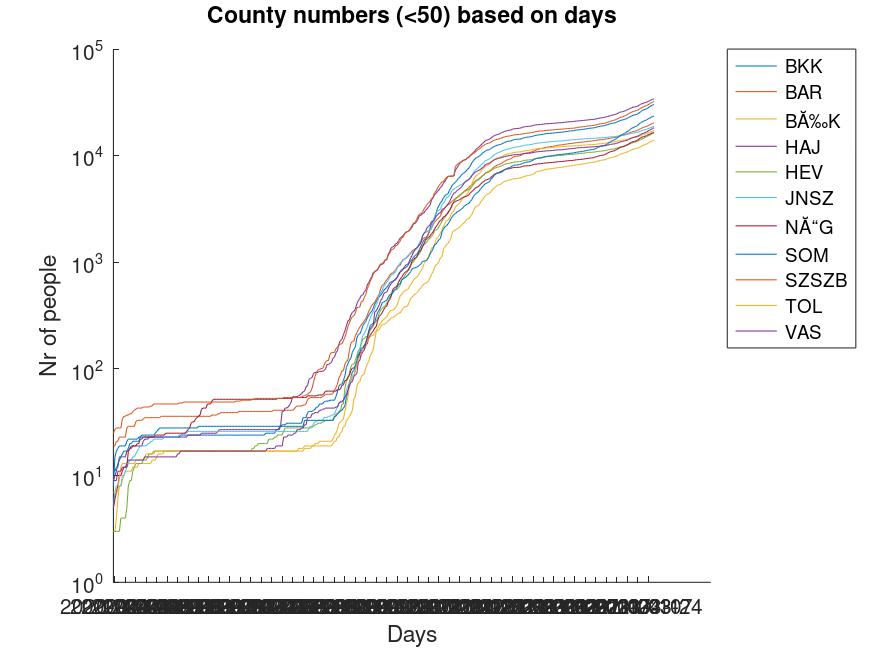 County numbers (<50) based on days
10^5
10^4
10^3
10^2
10^1
10^0
Nr of people
Days
BKK
BAR
BĂ‰K
HAJ
HEV
JNSZ
NĂ“G
SOM
SZSZB
TOL
VAS